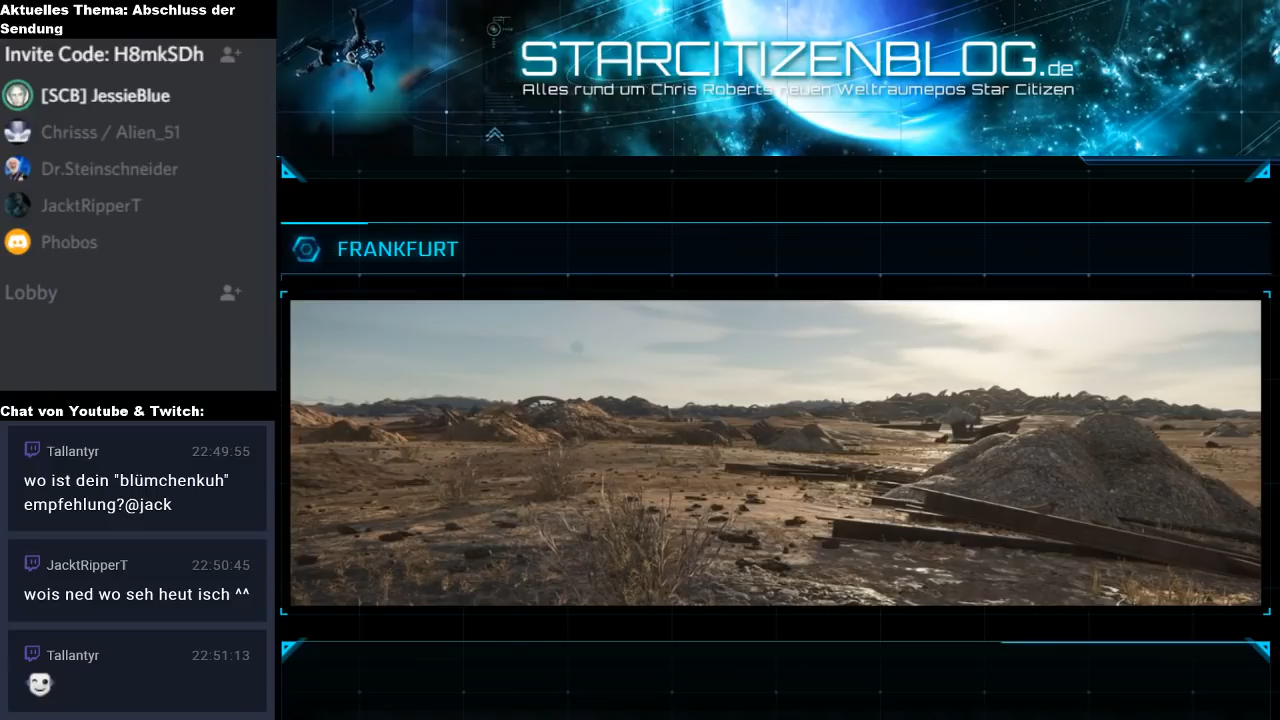 Aktuelles Thema: Abschluss der
Sendung
Invite Code: H8mkSDh
[SCB] JessieBlue
Chrisss / Alien_51
Dr.Steinschneider
JacktRipperT
Phobos
Lobby
Chat von Youtube & Twitch:
Tallantyr 22:49:55
wo ist dein "blümchenkuh"
empfehlung?@jack
JacktRipperT 22:50:45
wois ned wo seh heut isch ^^
Tallantyr 22:51:13
STARCITIZENBLOG.de
Alles rund um Chris Roberts neuen Weltraumepos Star Citizen
FRANKFURT